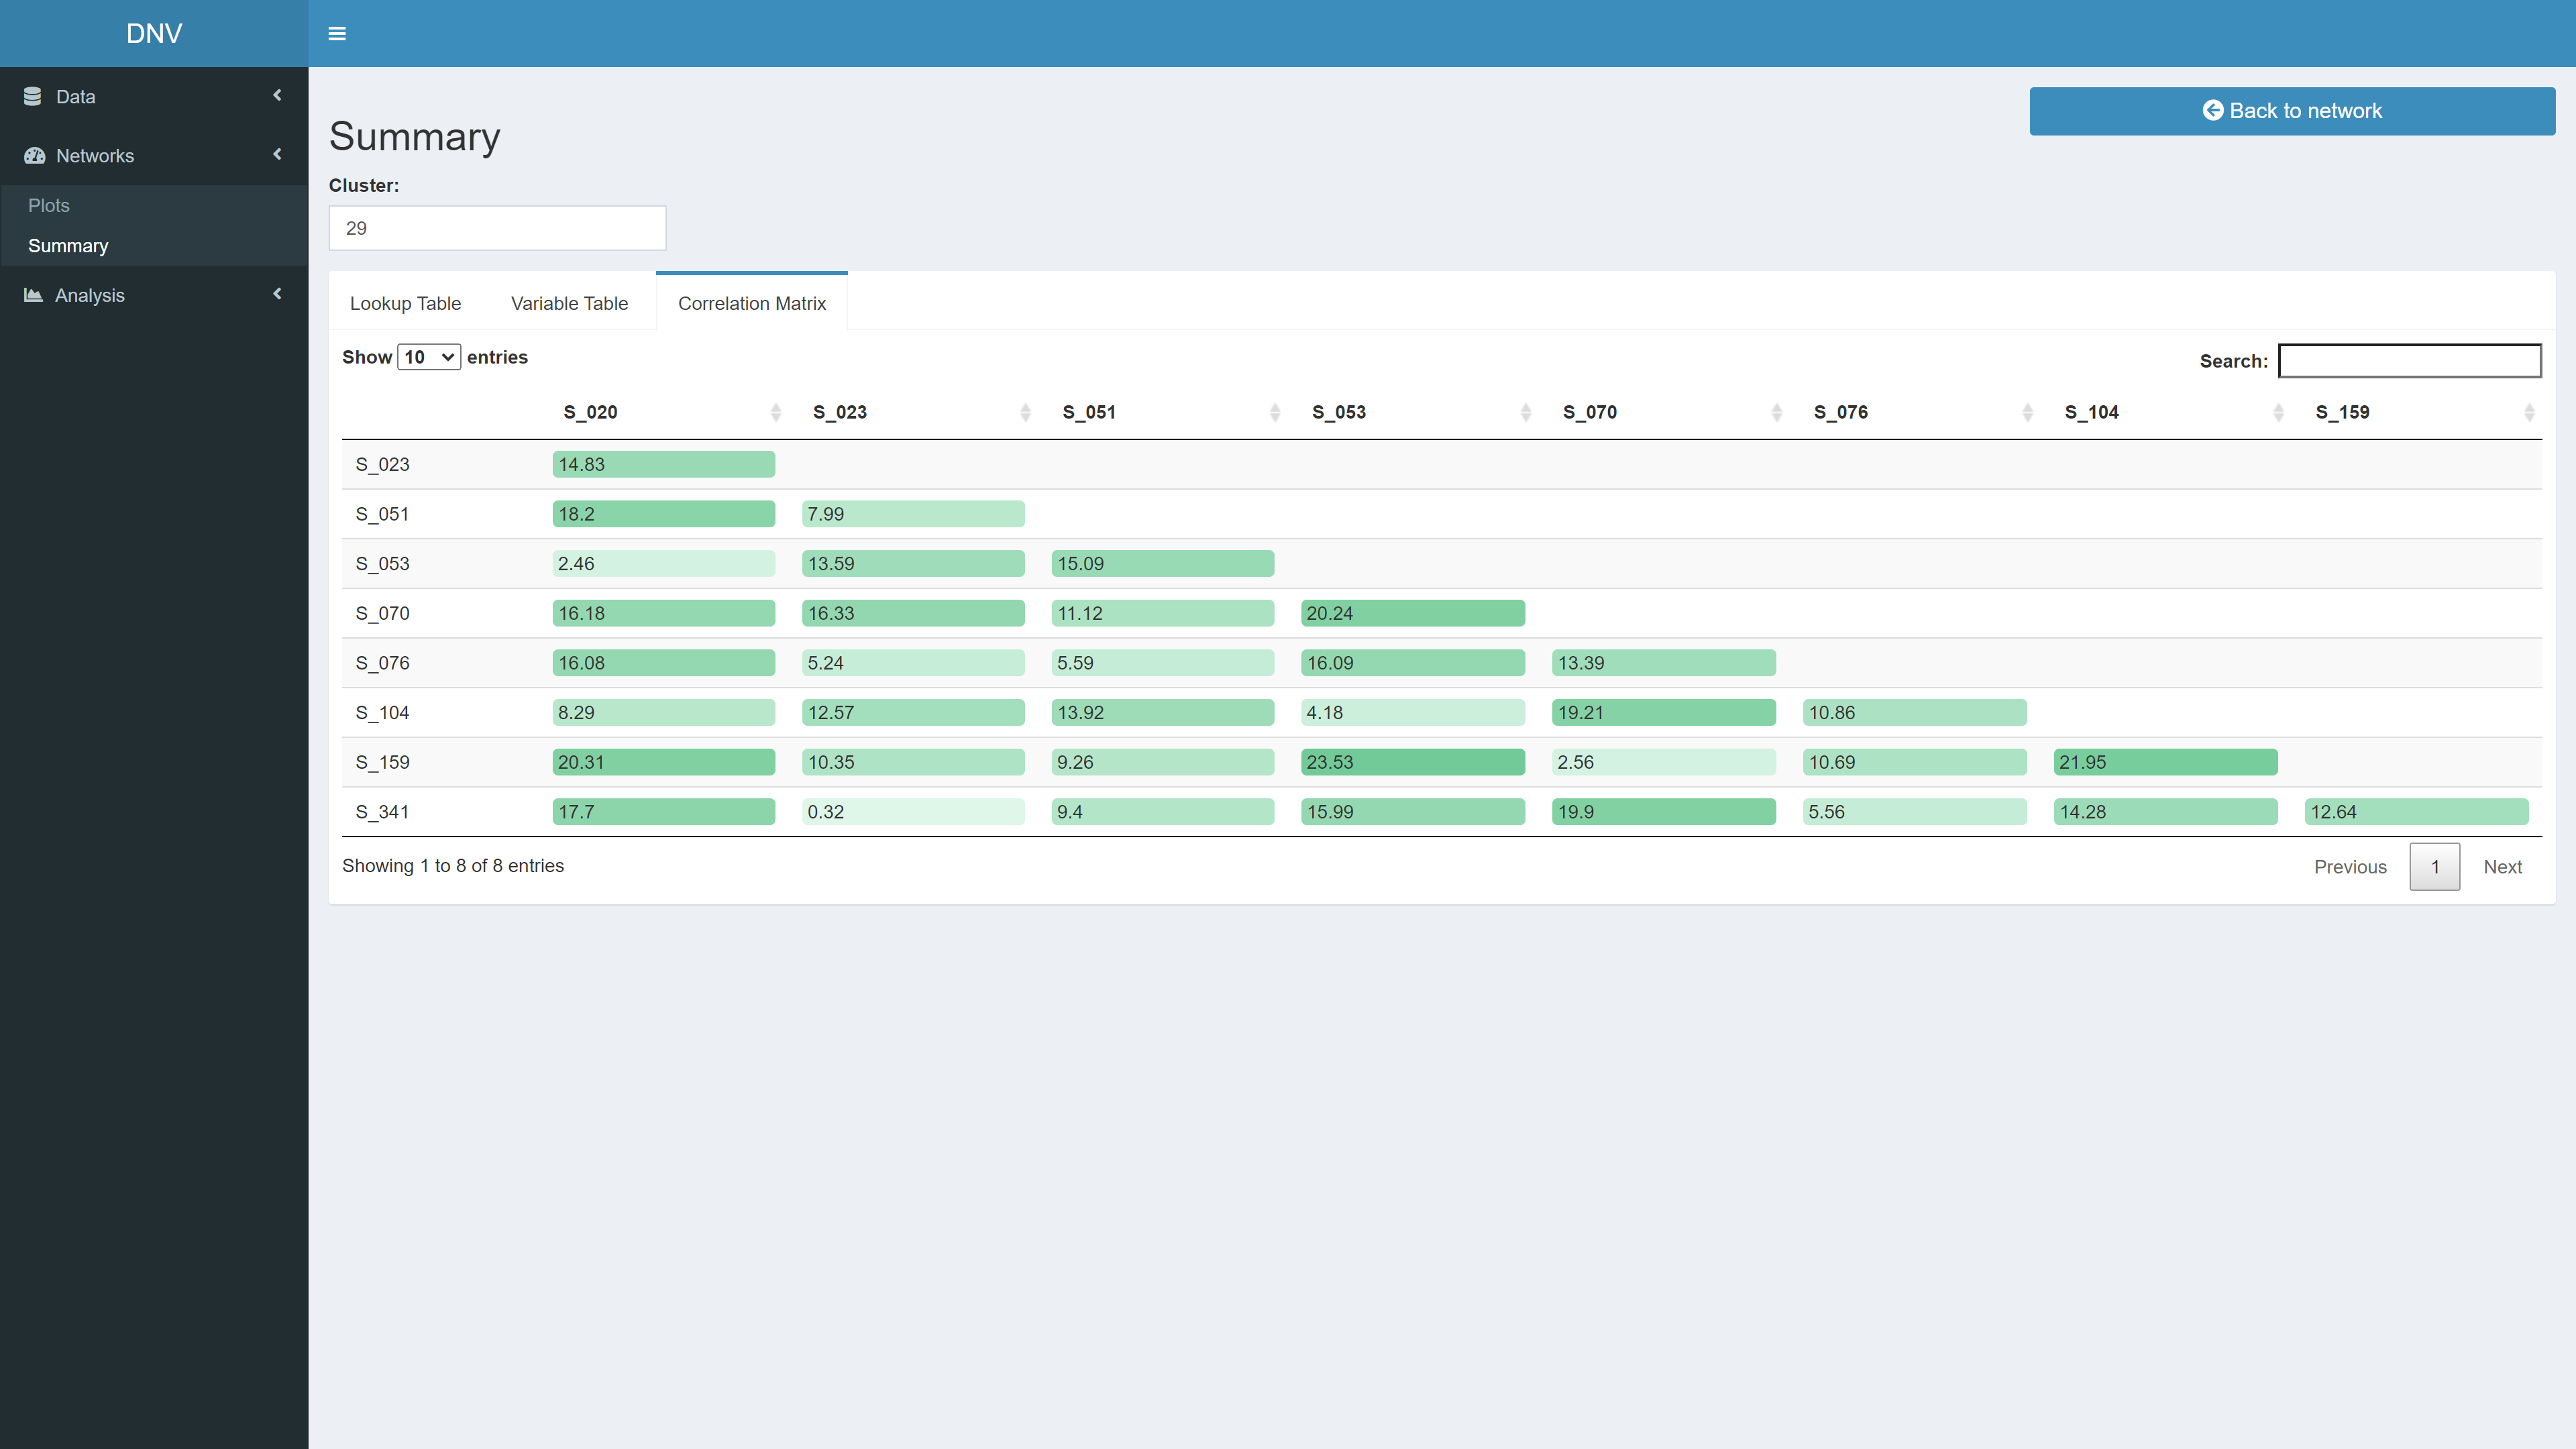 DNV
Data
Networks
Plots
Summary
Analysis
Back to network
Summary
Cluster:
29
Lookup Table Variable Table Correlation Matrix
Show 10 entries
Search:
S_020 S_023 S_051 S_053 S_070 S_076 S_104 S_159
S_023 14.83
S_051 18.2 7.99
S_053 2.46 13.59 15.09
S_070 16.18 16.33 11.12 20.24
S_076 16.08 5.24 5.59 16.09 13.39
S_104 8.29 12.57 13.92 4.18 19.21 10.86
S_159 20.31 10.35 9.26 23.53 2.56 10.69 21.95
S_341 17.7 0.32 9.4 15.99 19.9 5.56 14.28 12.64
Showing 1 to 8 of 8 entries
Previous 1 Next